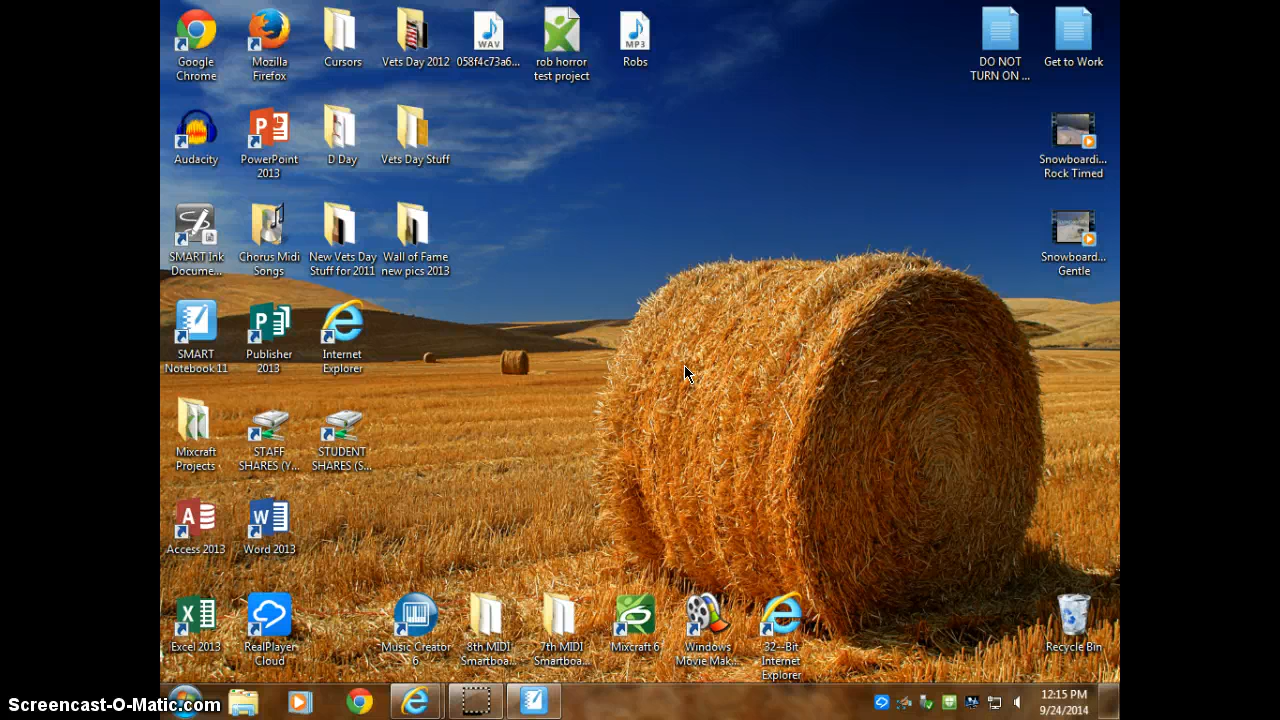 Google
Chrome
Mozilla
Firefox
Cursors
Vets Day 2012
WAV
058f4c73a6...
rob horror
test project
MP3
Robs
DO NOT
TURN ON ...
Get to Work
Audacity
PowerPoint
2013
D Day
Vets Day Stuff
Snowboardi...
Rock Timed
SMART Ink
Docume...
Chorus Midi
Songs
New Vets Day
Stuff for 2011
Wall of Fame
new pics 2013
Snowboard...
Gentle
SMART
Notebook 11
Publisher
2013
Internet
Explorer
Mixcraft
Projects
STAFF
SHARES (Y...
STUDENT
SHARES (S...
Access 2013
Word 2013
Excel 2013
RealPlayer
Cloud
Music Creator
6
8th MIDI
Smartboa...
7th MIDI
Smartboa...
Mixcraft 6
Windows
Movie Mak...
32--Bit
Internet
Explorer
Recycle Bin
Screencast-O-Matic.com
12:15 PM
9/24/2014